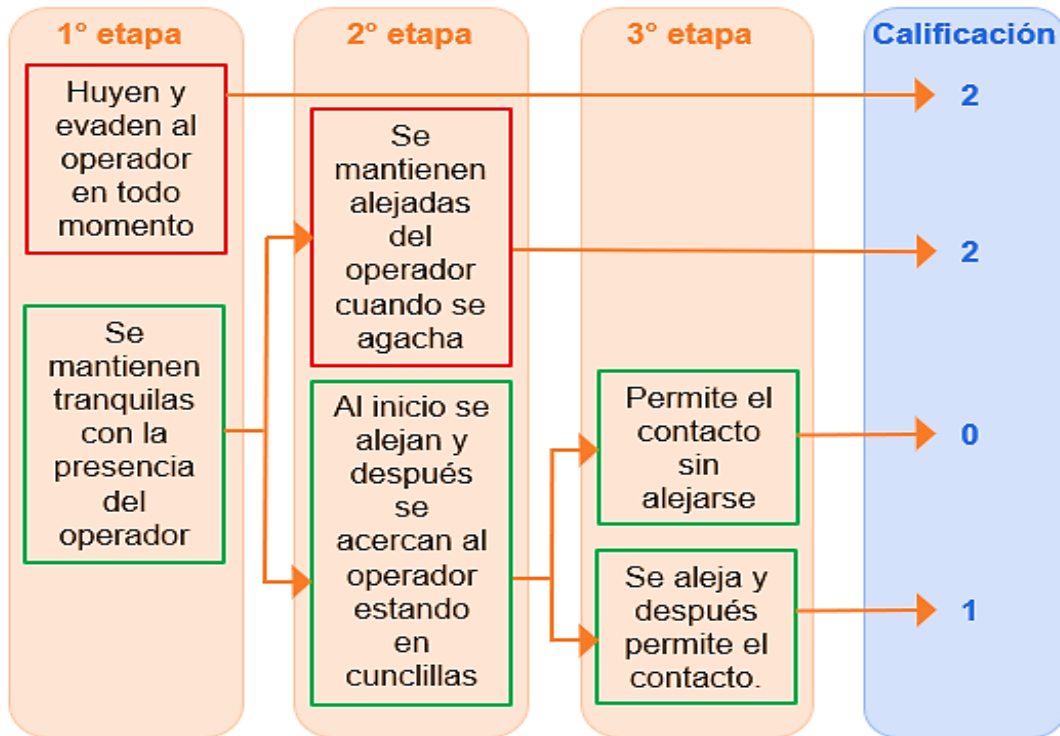 1° etapa
Huyen y
evaden al
operador
en todo
momento
Se
mantienen
tranquilas
con la
presencia
del
operador
2° etapa
Se
mantienen
alejadas
del
operador
cuando se
agacha
Al inicio se
alejan y
después
se
acercan al
operador
estando
en
cunclillas
3° etapa
Permite el
contacto
sin
alejarse
Se aleja y
después
permite el
contacto.
Calificación
2
2
0
1